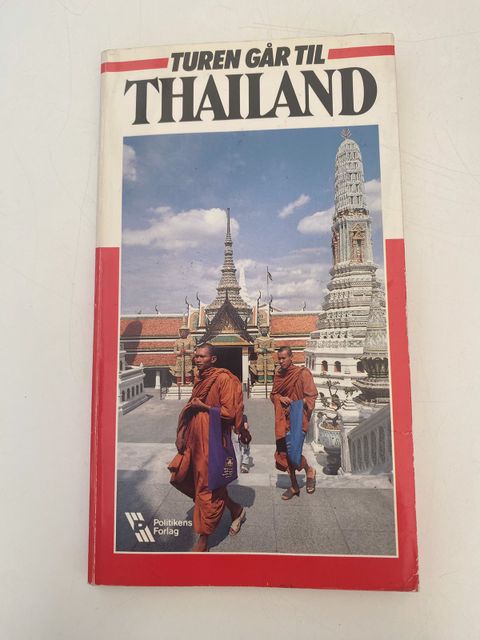 TUREN GÅR TIL
THAILAND
Politikens
Forlag